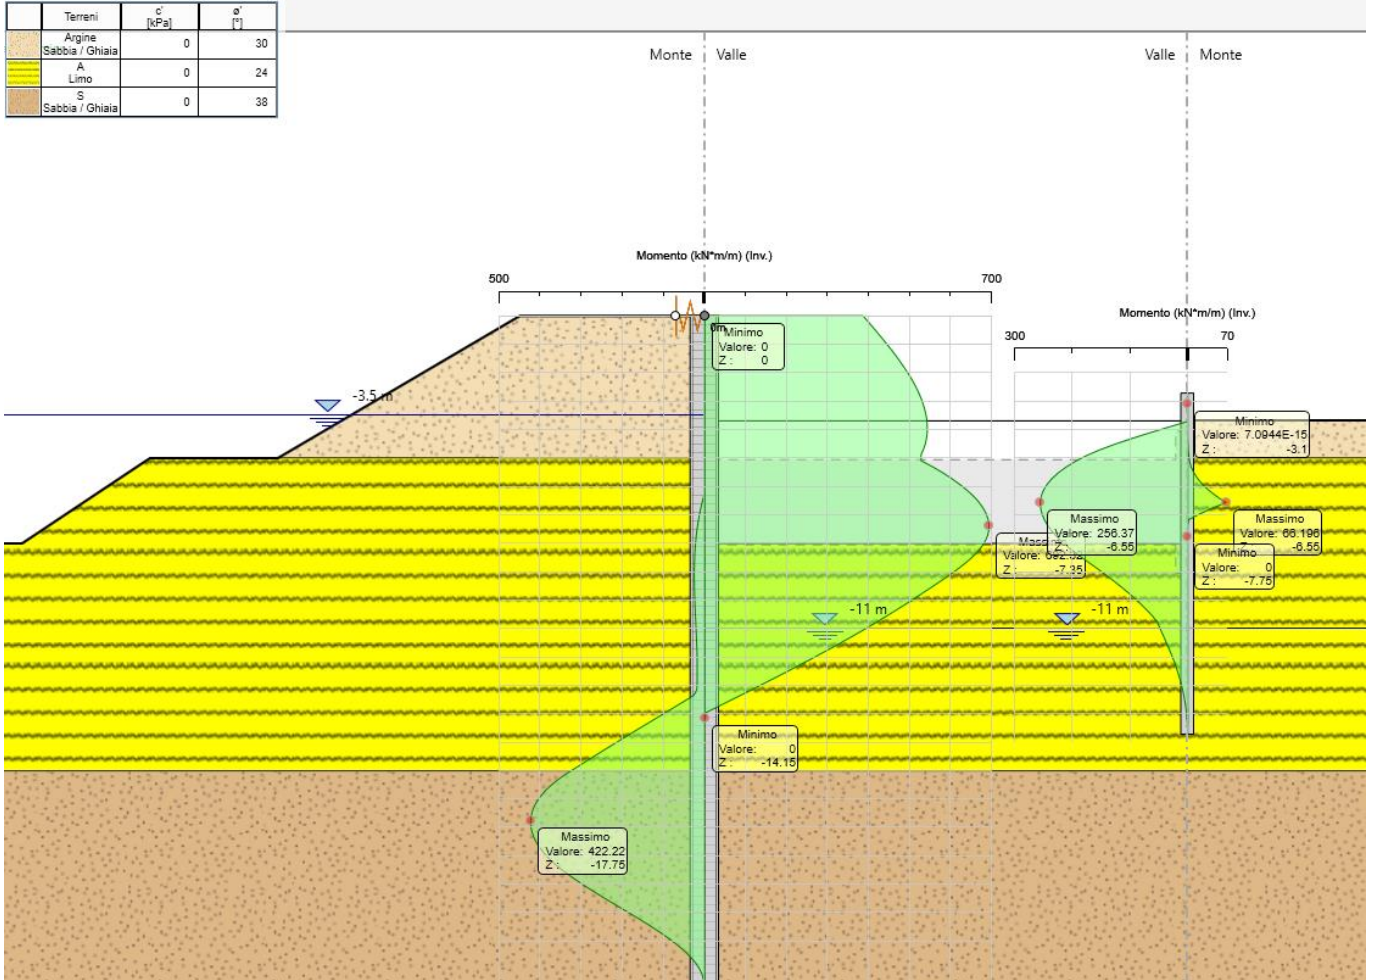 Terreni c' [kPa] ø' [°]
Argine
Sabbia / Ghiaia 0 30
A
Limo 0 24
S
Sabbia / Ghiaia 0 38
Monte Valle
Valle Monte
Momento (kN*m/m) (Inv.)
500 700
Momento (kN*m/m) (Inv.)
300 70
0m
Minimo
Valore: 0
Z : 0
-3.5 m
Minimo
Valore: 7.0944E-15
Z : -3.1
Massimo
Valore: 256.37
Z : -6.55
Massimo
Valore: 66.196
Z : -6.55
Valore:
Z : -7.35
Minimo
Valore: 0
Z : -7.75
-11 m
-11 m
Minimo
Valore: 0
Z : -14.15
Massimo
Valore: 422.22
Z : -17.75